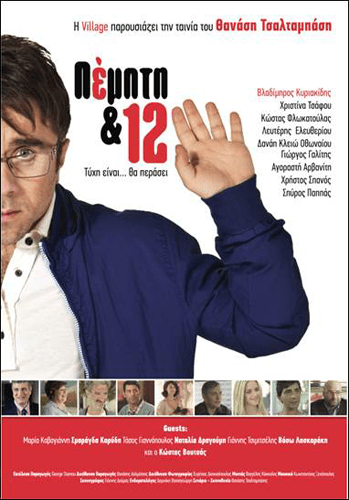 Η Village παρουσιάζει την ταινία του Θανάση Τσαλταμπάση
Πέμπτη
& 12
Τύχη είναι... θα περάσει
Βλαδίμηρος Κυριακίδης
Χριστίνα Τσάφου
Κώστας Φλωκατούλας
Λευτέρης Ελευθερίου
Δανάη Κλειώ Οθωναίου
Γιώργος Γαλίτης
Αγοραστή Αρβανίτη
Χρήστος Σπανός
Σπύρος Παππάς
Guests:
Μαρία Καβογιάννη Σμαράγδα Καρύδη Τάσος Γιαννόπουλος Ναταλία Δραγούμη Γιάννης Τσιμιτσέλης Βάσω Λασκαράκη
και ο Κώστας Βουτσάς